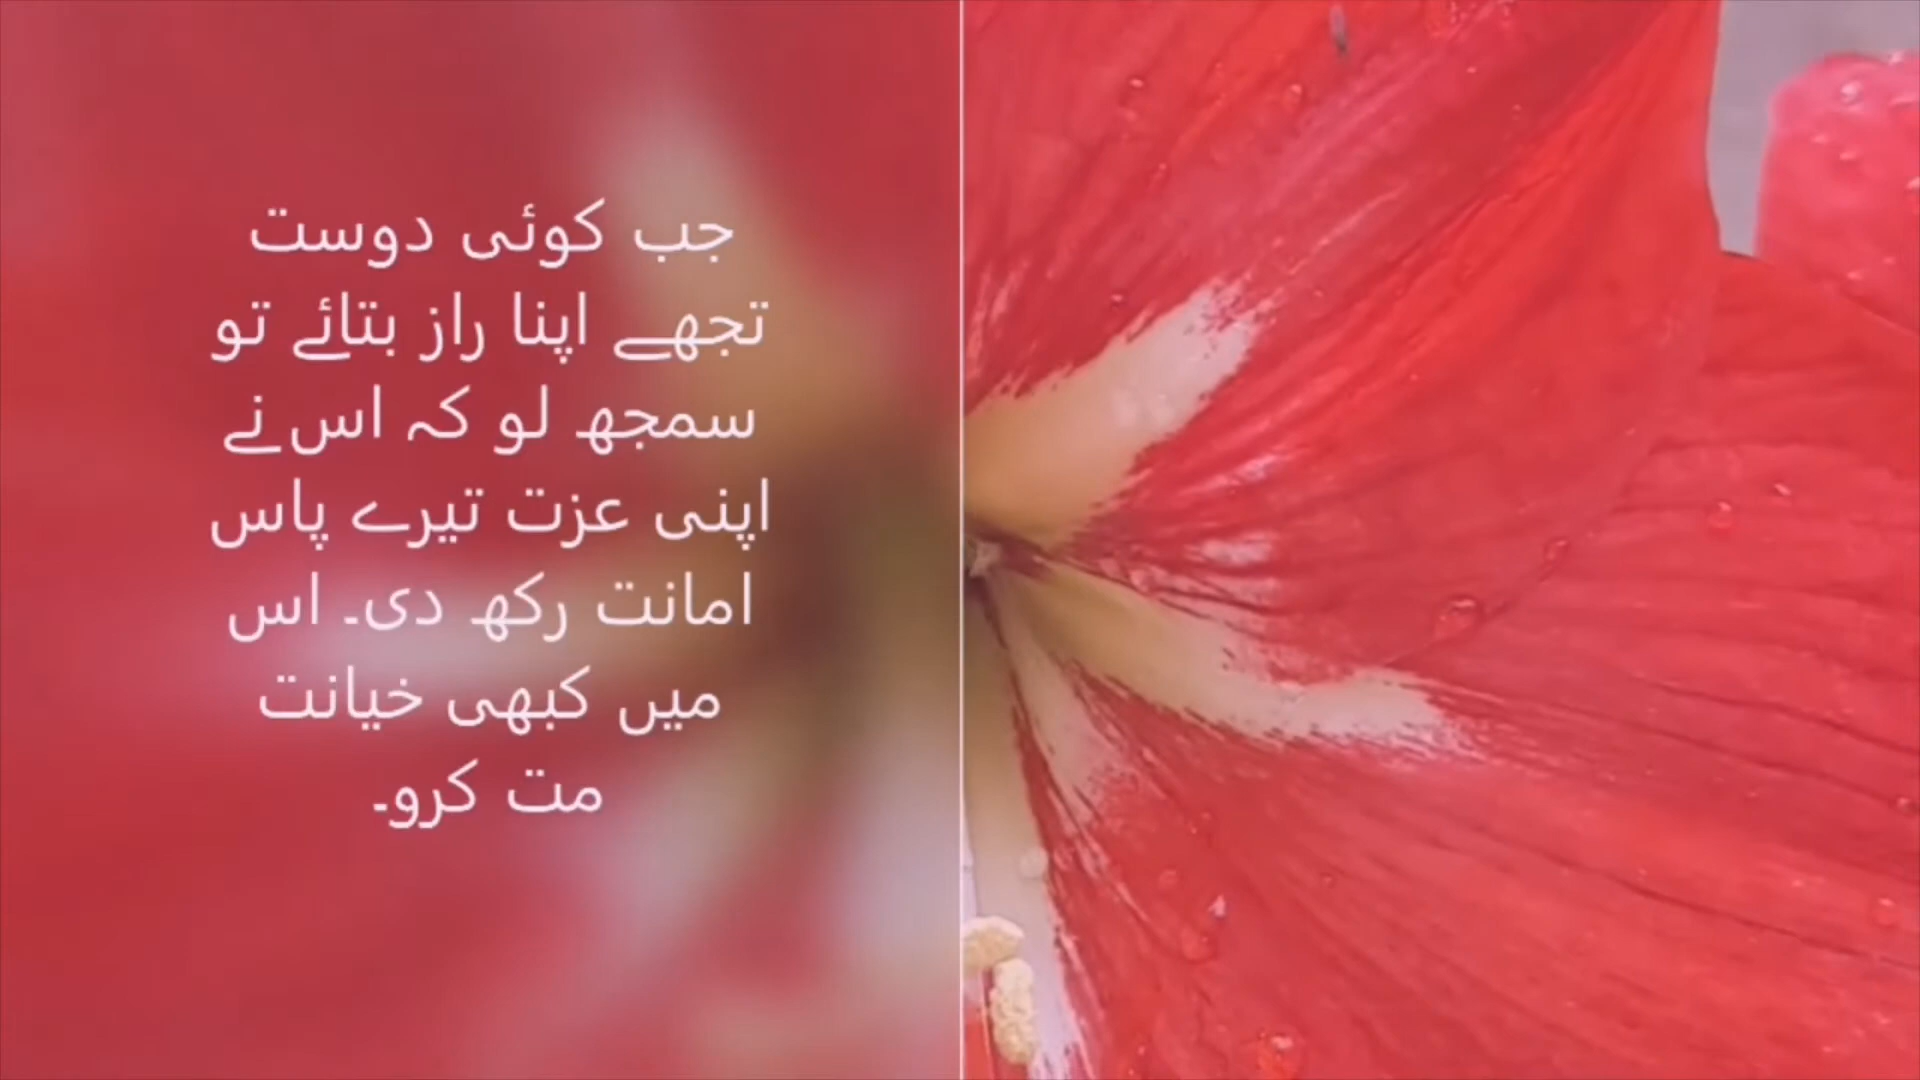 جب کوئی دوست
تجھے اپنا راز بتائے تو
سمجھ لو کہ اس نے
اپنی عزت تیرے پاس
امانت رکھ دی۔ اس
میں کبھی خیانت
مت کرو۔